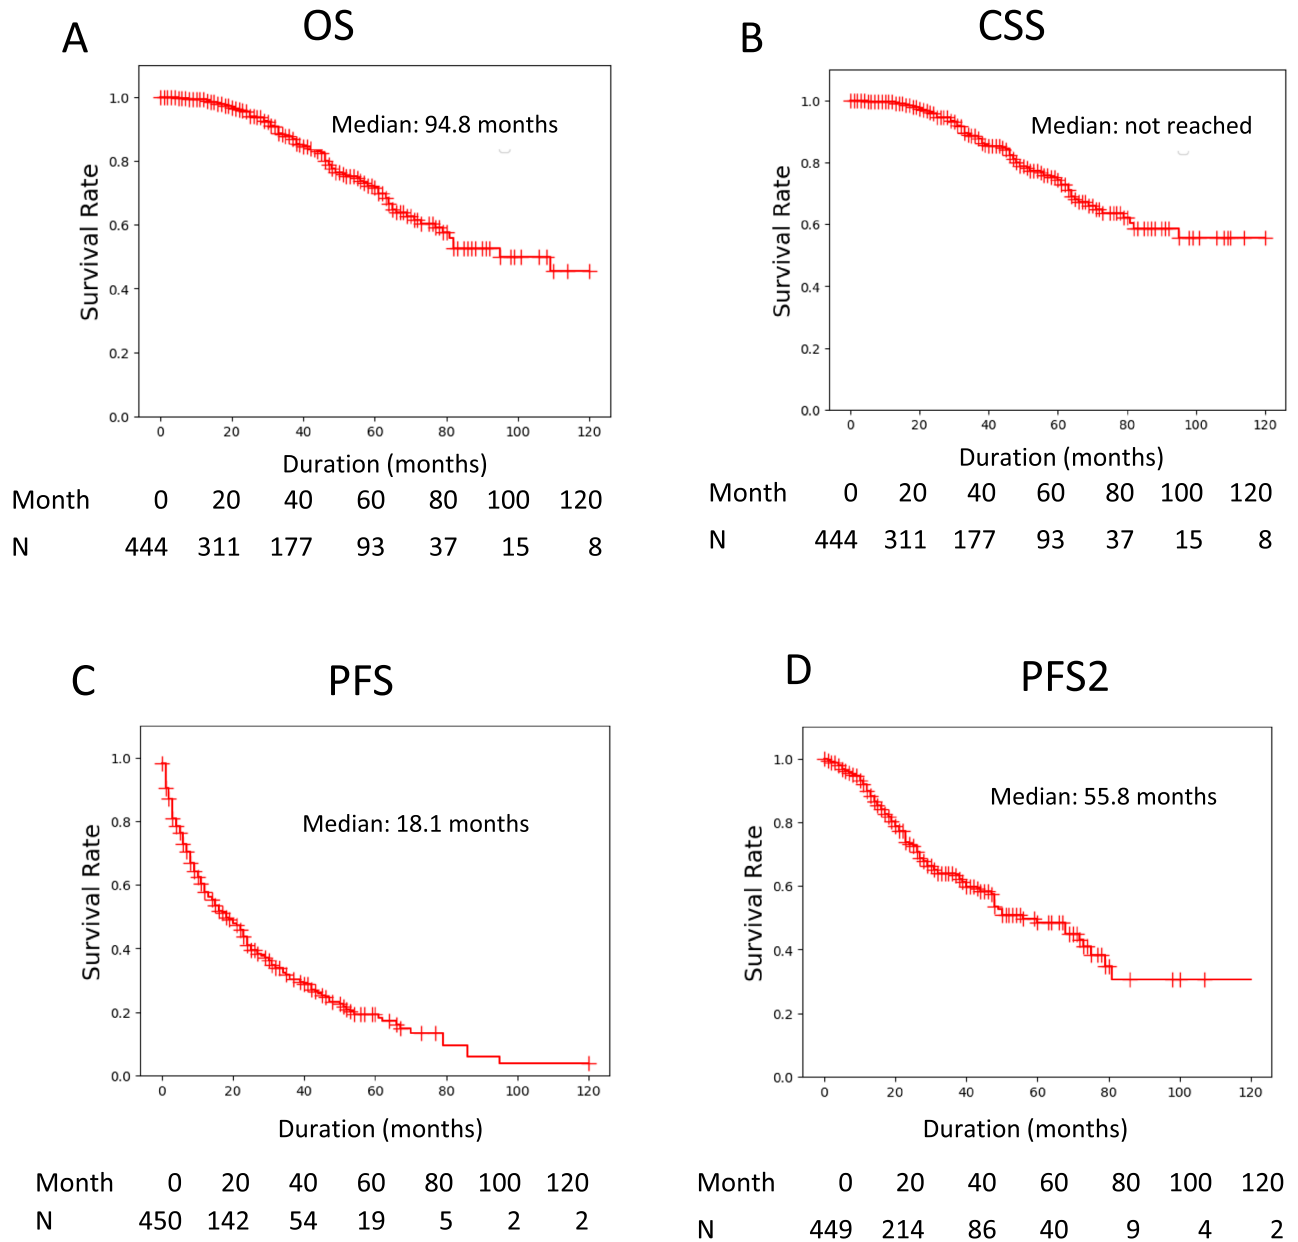 A
OS
1.0
0.8
0.6
0.4
0.2
0.0
Survival Rate
Median: 94.8 months
0 20 40 60 80 100 120
Duration (months)
Month 0 20 40 60 80 100 120
N 444 311 177 93 37 15 8
B
CSS
1.0
0.8
0.6
0.4
0.2
0.0
Survival Rate
Median: not reached
0 20 40 60 80 100 120
Duration (months)
Month 0 20 40 60 80 100 120
N 444 311 177 93 37 15 8
C
PFS
1.0
0.8
0.6
0.4
0.2
0.0
Survival Rate
Median: 18.1 months
0 20 40 60 80 100 120
Duration (months)
Month 0 20 40 60 80 100 120
N 450 142 54 19 5 2 2
D
PFS2
1.0
0.8
0.6
0.4
0.2
0.0
Survival Rate
Median: 55.8 months
0 20 40 60 80 100 120
Duration (months)
Month 0 20 40 60 80 100 120
N 449 214 86 40 9 4 2